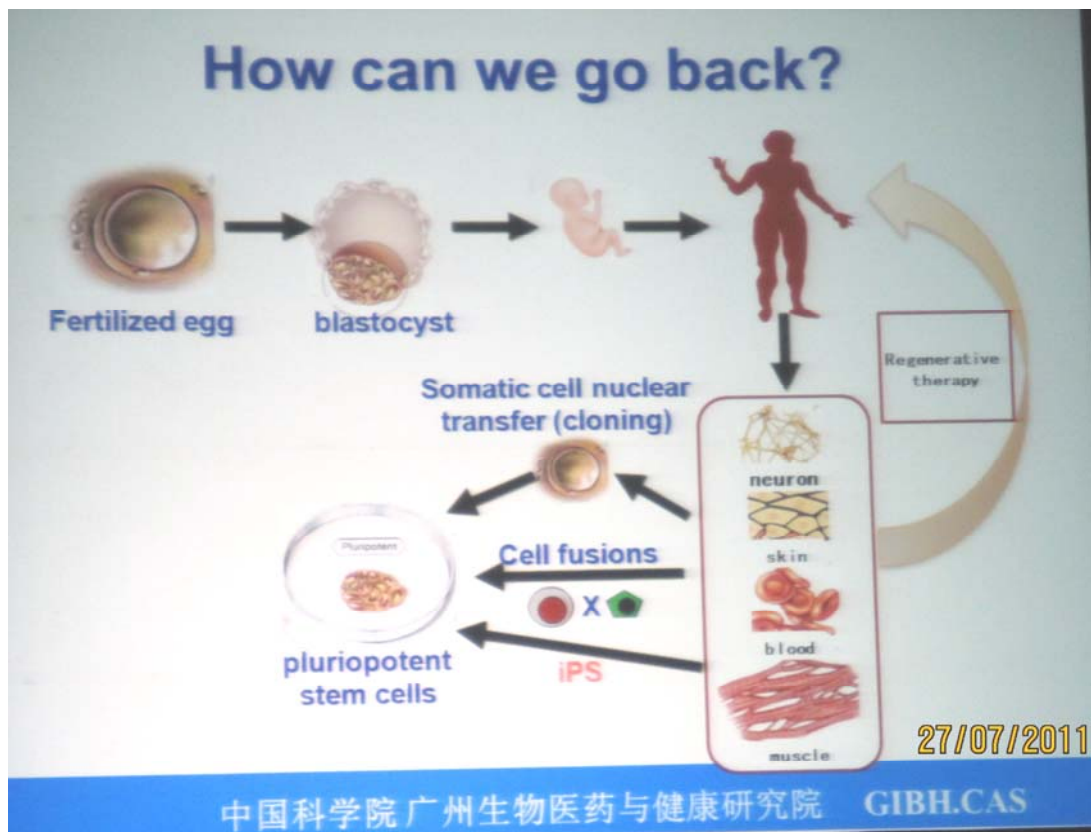 How can we go back?
Fertilized egg
blastocyst
Regenerative
therapy
Somatic cell nuclear
transfer (cloning)
neuron
Pluripotent
Cell fusions
skin
X
blood
iPS
pluriopotent
stem cells
muscle
27/07/2011
中国科学院 广州生物医药与健康研究院 GIBH.CAS